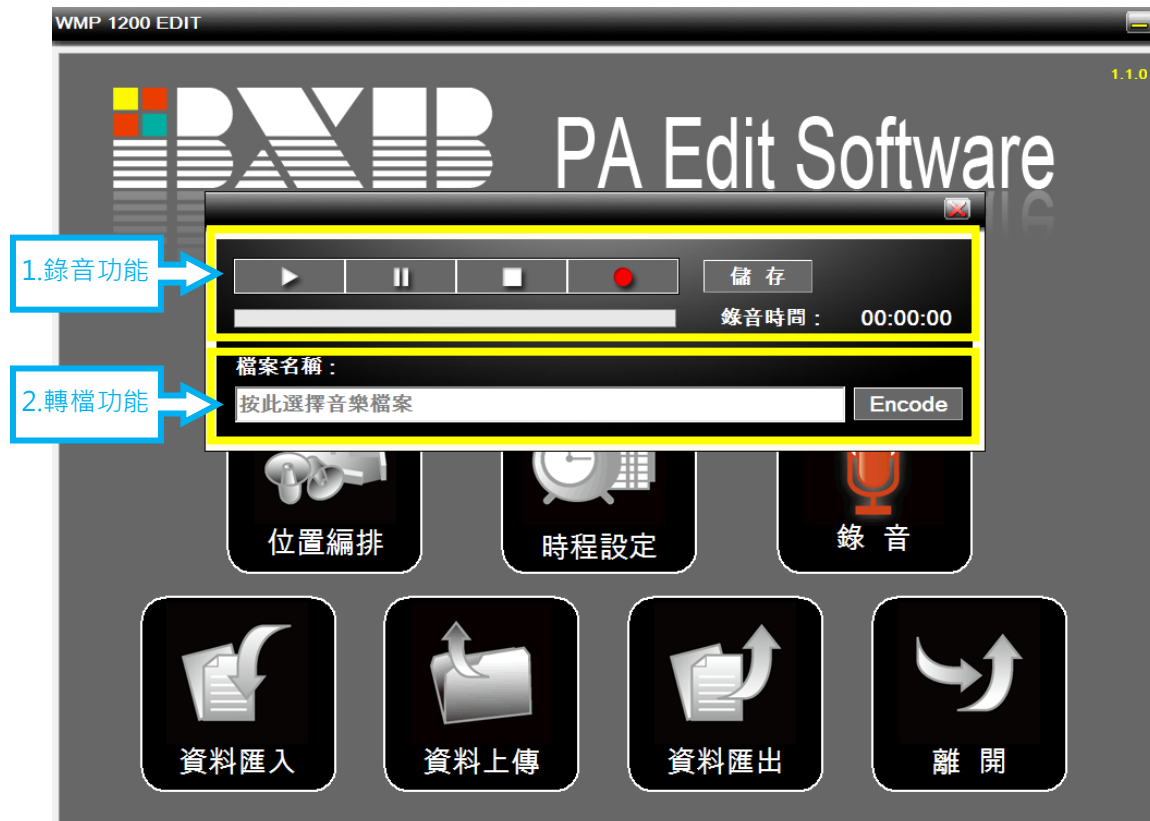 WMP 1200 EDIT
1.1.0
BXB PA Edit Software
1.錄音功能
儲 存
錄音時間： 00:00:00
2.轉檔功能
檔案名稱：
按此選擇音樂檔案 Encode
位置編排 時程設定 錄 音
資料匯入 資料上傳 資料匯出 離 開